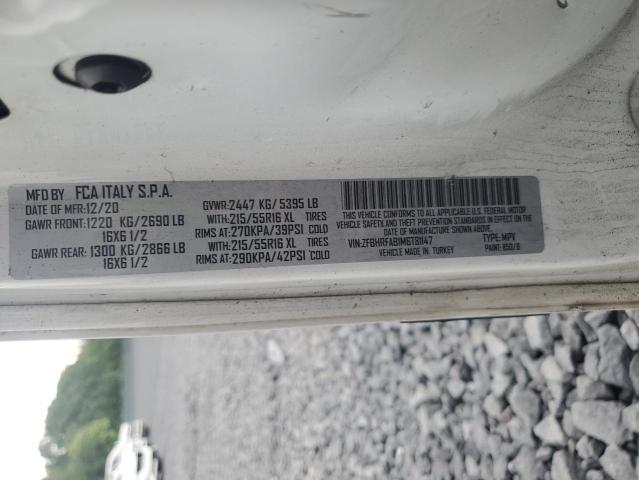 MFD BY FCA ITALY S.P.A.
DATE OF MFR:12/20 GVWR:2447 KG/5395 LB
GAWR FRONT:1220 KG/2690 LB WITH:215/55R16 XL TIRES
16X6 1/2 RIMS AT:270KPA/39PSI COLD
GAWR REAR:1300 KG/2866 LB WITH:215/55R16 XL TIRES
16X6 1/2 RIMS AT:290KPA/42PSI COLD
THIS VEHICLE CONFORMS TO ALL APPLICABLE U.S.A. FEDERAL MOTOR
VEHICLE SAFETY STANDARDS IN EFFECT ON THE
DATE OF MANUFACTURE SHOWN ABOVE.
VIN:ZFBHRFAB1M6T81147 TYPE:MPV
VEHICLE MADE IN: TURKEY PAINT: